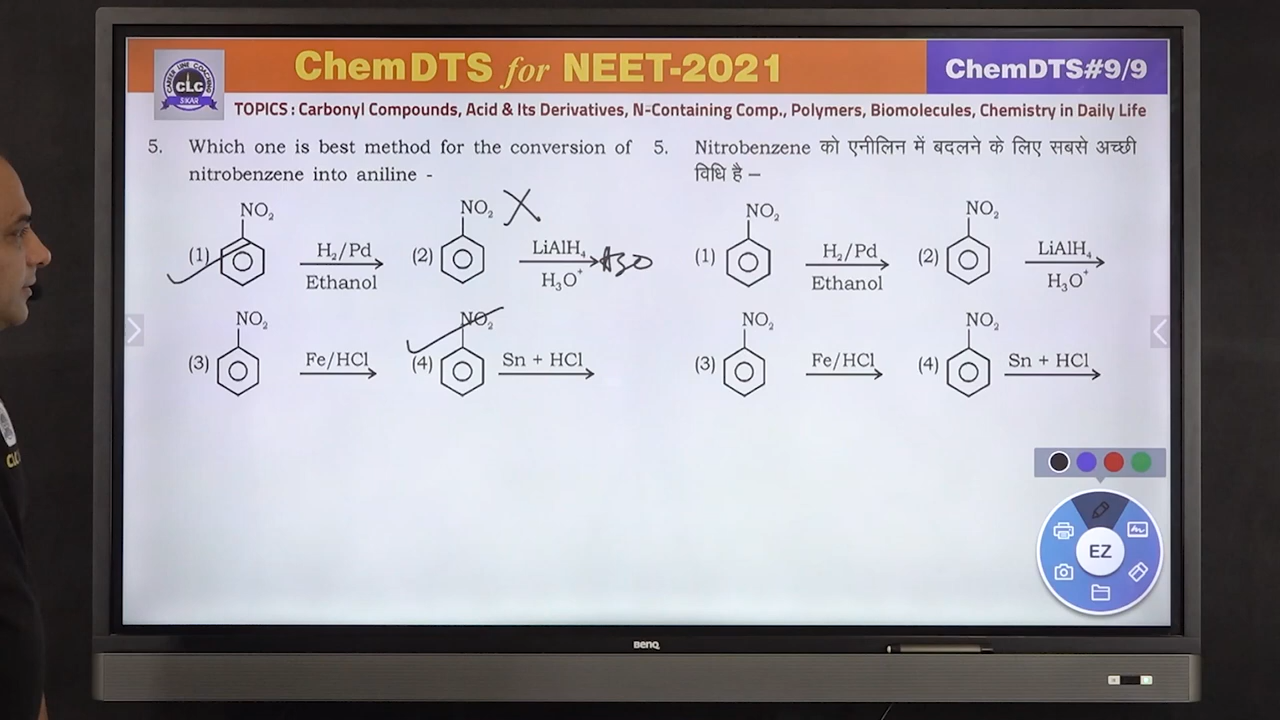 ChemDTS for NEET-2021
ChemDTS#9/9
CAREER LINE COACHING
CLC
SIKAR
TOPICS : Carbonyl Compounds, Acid & Its Derivatives, N-Containing Comp., Polymers, Biomolecules, Chemistry in Daily Life
5. Which one is best method for the conversion of
nitrobenzene into aniline -
NO₂
(1) H₂/Pd
Ethanol
NO₂
(2) LiAlH₄
H₃O⁺
NO₂
(3) Fe/HCl
NO₂
(4) Sn + HCl
5. Nitrobenzene को एनीलिन में बदलने के लिए सबसे अच्छी
विधि है –
NO₂
(1) H₂/Pd
Ethanol
NO₂
(2) LiAlH₄
H₃O⁺
NO₂
(3) Fe/HCl
NO₂
(4) Sn + HCl
EZ
BENQ